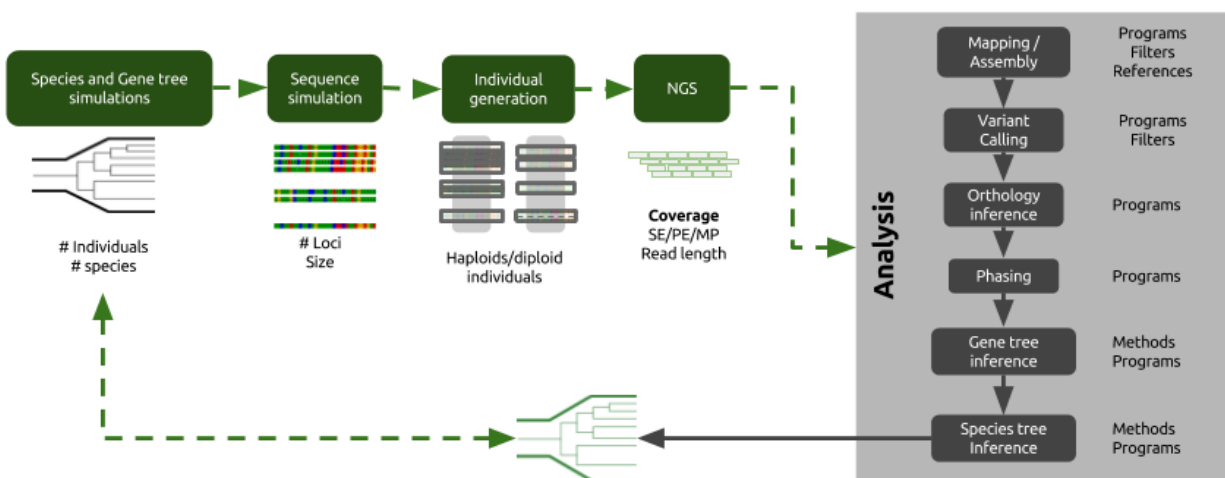 Species and Gene tree
simulations
Sequence
simulation
Individual
generation
NGS
# Individuals
# species
# Loci
Size
Haploids/diploid
individuals
Coverage
SE/PE/MP
Read length
Analysis
Mapping /
Assembly
Programs
Filters
References
Variant
Calling
Programs
Filters
Orthology
inference
Programs
Phasing
Programs
Gene tree
inference
Methods
Programs
Species tree
Inference
Methods
Programs